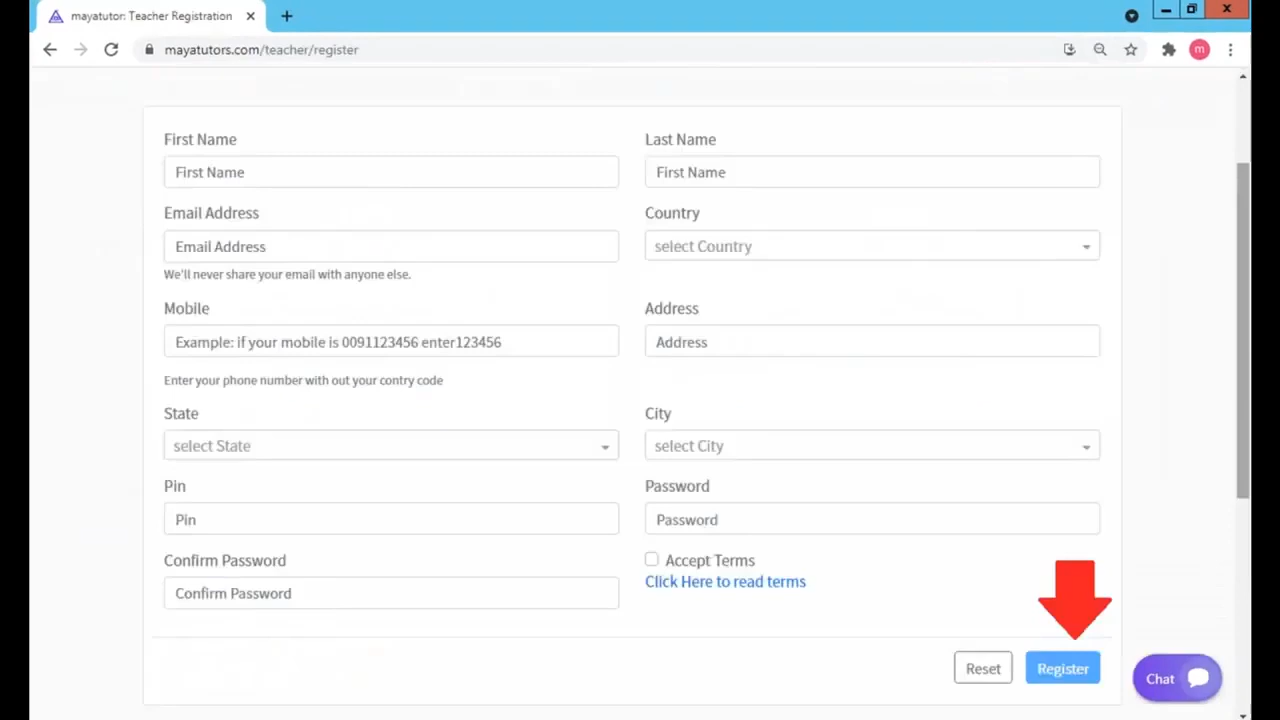 mayatutor: Teacher Registration
mayatutors.com/teacher/register
m
First Name
Last Name
First Name
First Name
Email Address
Country
Email Address
select Country
We'll never share your email with anyone else.
Mobile
Address
Example: if your mobile is 0091123456 enter123456
Address
Enter your phone number with out your contry code
State
City
select State
select City
Pin
Password
Pin
Password
Confirm Password
Accept Terms
Click Here to read terms
Confirm Password
Reset
Register
Chat